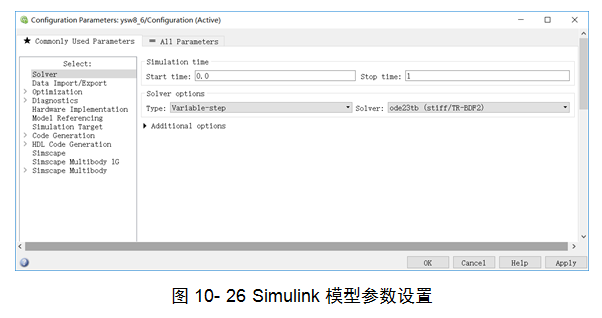 Configuration Parameters: ysw8_6/Configuration (Active)
★ Commonly Used Parameters
All Parameters
Select:
Solver
Data Import/Export
Optimization
Diagnostics
Hardware Implementation
Model Referencing
Simulation Target
Code Generation
HDL Code Generation
Simscape
Simscape Multibody 1G
Simscape Multibody
Simulation time
Start time: 0.0 Stop time: 1
Solver options
Type: Variable-step Solver: ode23tb (stiff/TR-BDF2)
Additional options
OK Cancel Help Apply
图 10- 26 Simulink 模型参数设置